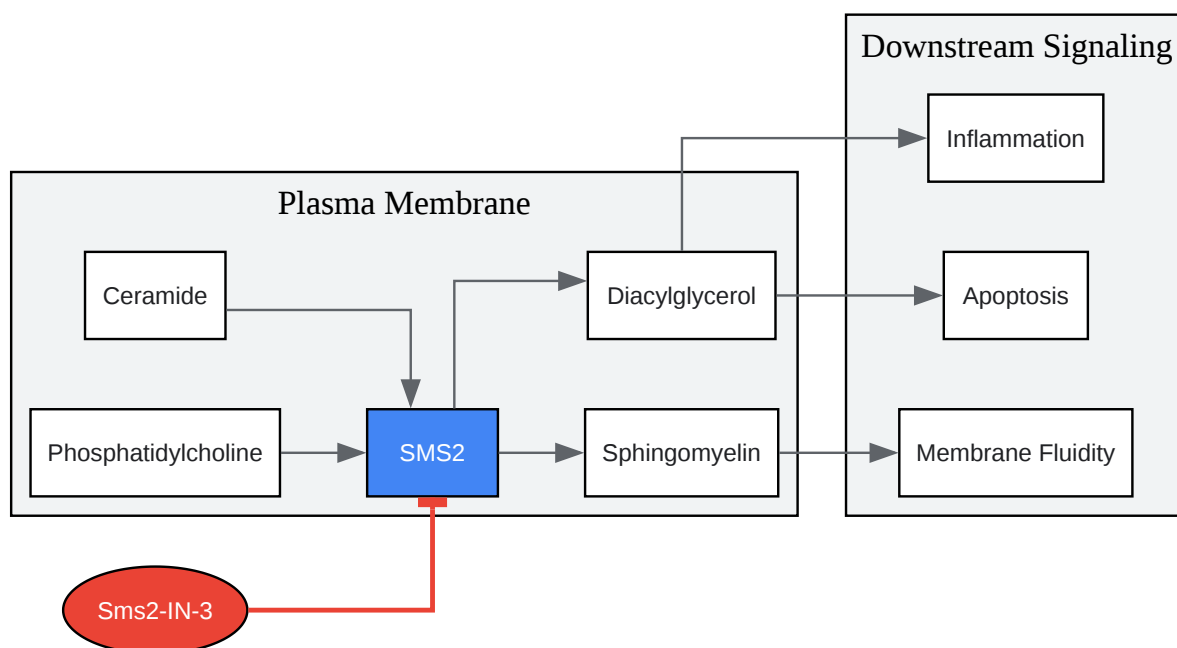 Downstream Signaling
Inflammation
Plasma Membrane
Ceramide
Diacylglycerol
Apoptosis
Phosphatidylcholine
SMS2
Sphingomyelin
Membrane Fluidity
Sms2-IN-3